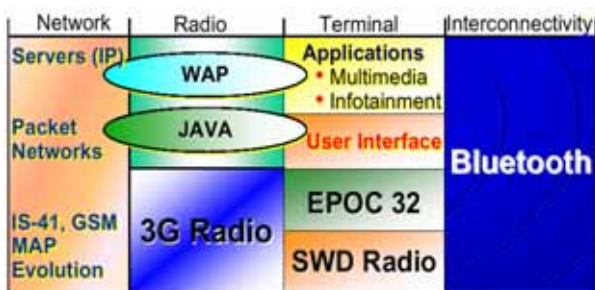 Network Radio Terminal Interconnectivity
Servers (IP)
Packet
Networks
IS-41, GSM
MAP
Evolution
WAP
JAVA
3G Radio
Applications
• Multimedia
• Infotainment
User Interface
EPOC 32
SWD Radio
Bluetooth